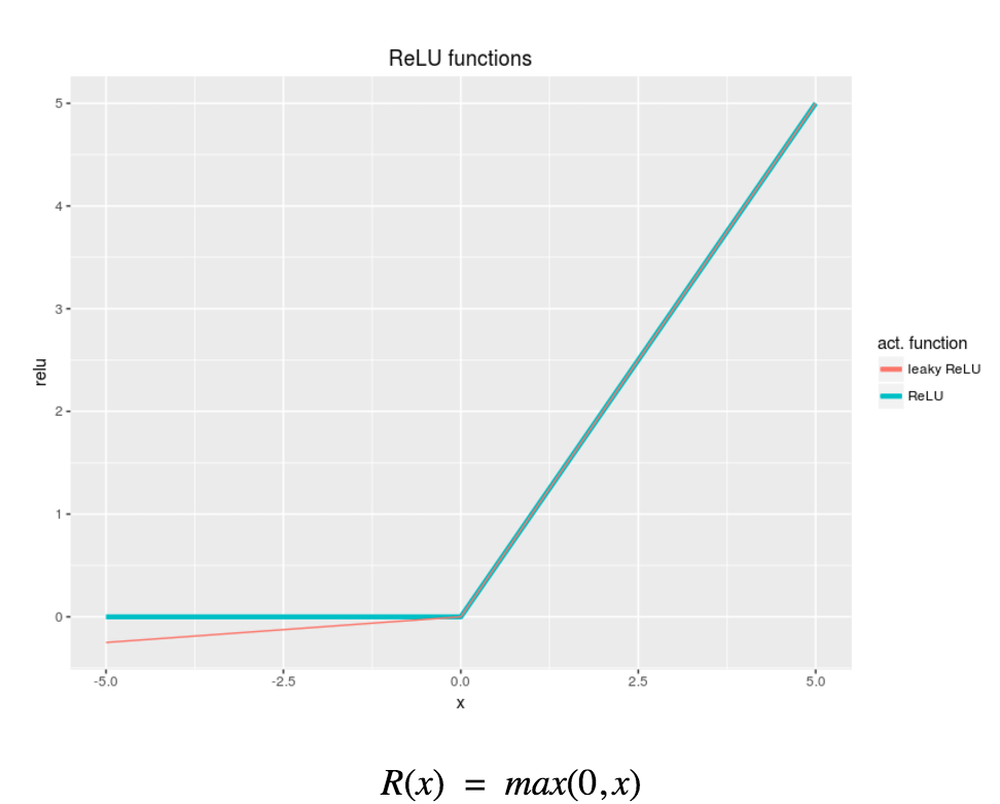 ReLU functions
5
4
3
2
1
0
relu
-5.0 -2.5 0.0 2.5 5.0
x
act. function
leaky ReLU
ReLU
R(x) = max(0,x)